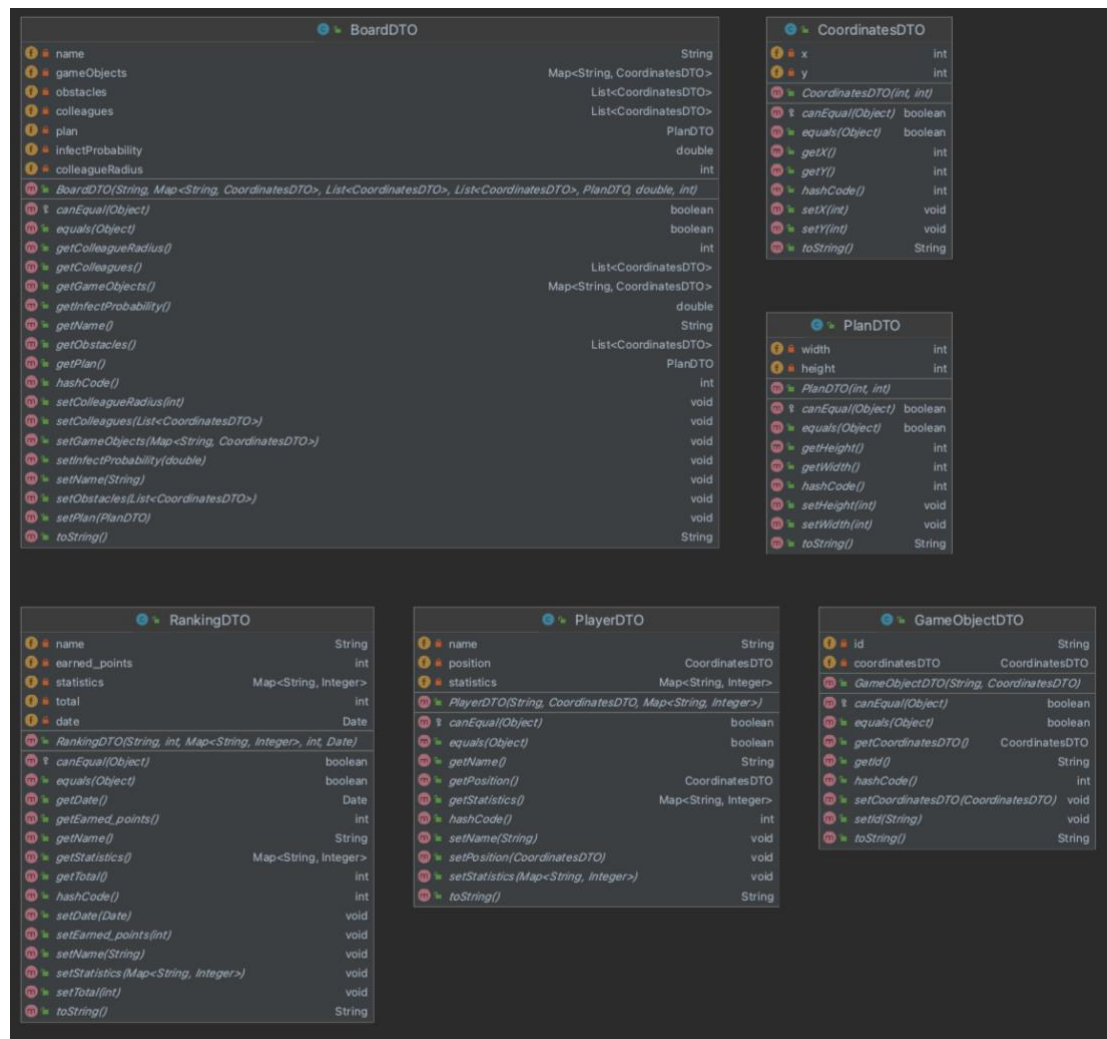 BoardDTO
name String
gameObjects Map<String, CoordinatesDTO>
obstacles List<CoordinatesDTO>
colleagues List<CoordinatesDTO>
plan PlanDTO
infectProbability double
colleagueRadius int
BoardDTO(String, Map<String, CoordinatesDTO>, List<CoordinatesDTO>, List<CoordinatesDTO>, PlanDTO, double, int)
canEqual(Object) boolean
equals(Object) boolean
getColleagueRadius() int
getColleagues() List<CoordinatesDTO>
getGameObjects() Map<String, CoordinatesDTO>
getInfectProbability() double
getName() String
getObstacles() List<CoordinatesDTO>
getPlan() PlanDTO
hashCode() int
setColleagueRadius(int) void
setColleagues(List<CoordinatesDTO>) void
setGameObjects(Map<String, CoordinatesDTO>) void
setInfectProbability(double) void
setName(String) void
setObstacles(List<CoordinatesDTO>) void
setPlan(PlanDTO) void
toString() String
CoordinatesDTO
x int
y int
CoordinatesDTO(int, int)
canEqual(Object) boolean
equals(Object) boolean
getX() int
getY() int
hashCode() int
setX(int) void
setY(int) void
toString() String
PlanDTO
width int
height int
PlanDTO(int, int)
canEqual(Object) boolean
equals(Object) boolean
getHeight() int
getWidth() int
hashCode() int
setHeight(int) void
setWidth(int) void
toString() String
RankingDTO
name String
earned_points int
statistics Map<String, Integer>
total int
date Date
RankingDTO(String, int, Map<String, Integer>, int, Date)
canEqual(Object) boolean
equals(Object) boolean
getDate() Date
getEarned_points() int
getName() String
getStatistics() Map<String, Integer>
getTotal() int
hashCode() int
setDate(Date) void
setEarned_points(int) void
setName(String) void
setStatistics(Map<String, Integer>) void
setTotal(int) void
toString() String
PlayerDTO
name String
position CoordinatesDTO
statistics Map<String, Integer>
PlayerDTO(String, CoordinatesDTO, Map<String, Integer>)
canEqual(Object) boolean
equals(Object) boolean
getName() String
getPosition() CoordinatesDTO
getStatistics() Map<String, Integer>
hashCode() int
setName(String) void
setPosition(CoordinatesDTO) void
setStatistics(Map<String, Integer>) void
toString() String
GameObjectDTO
id String
coordinatesDTO CoordinatesDTO
GameObjectDTO(String, CoordinatesDTO)
canEqual(Object) boolean
equals(Object) boolean
getCoordinatesDTO() CoordinatesDTO
getId() String
hashCode() int
setCoordinatesDTO(CoordinatesDTO) void
setId(String) void
toString() String